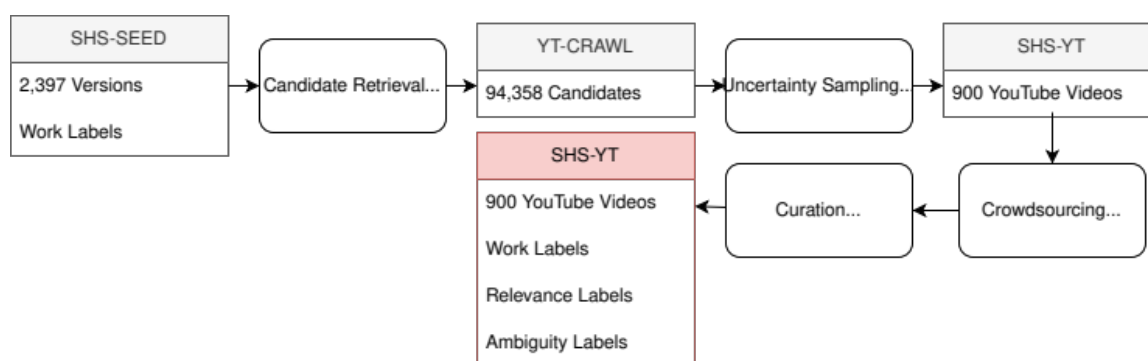 SHS-SEED
2,397 Versions
Work Labels
Candidate Retrieval...
YT-CRAWL
94,358 Candidates
Uncertainty Sampling...
SHS-YT
900 YouTube Videos
Crowdsourcing...
Curation...
SHS-YT
900 YouTube Videos
Work Labels
Relevance Labels
Ambiguity Labels